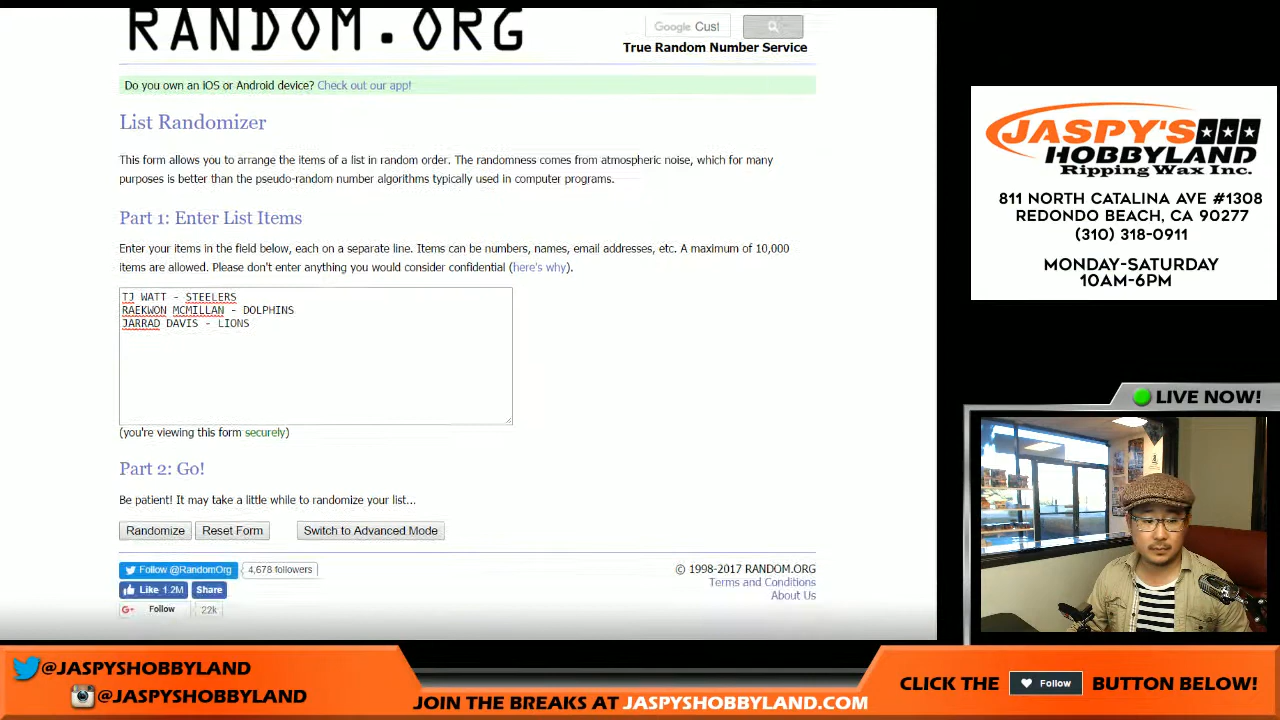 RANDOM.ORG
Google Cust
True Random Number Service
Do you own an iOS or Android device? Check out our app!
List Randomizer
This form allows you to arrange the items of a list in random order. The randomness comes from atmospheric noise, which for many
purposes is better than the pseudo-random number algorithms typically used in computer programs.
Part 1: Enter List Items
Enter your items in the field below, each on a separate line. Items can be numbers, names, email addresses, etc. A maximum of 10,000
items are allowed. Please don't enter anything you would consider confidential (here's why).
TJ WATT - STEELERS
RAEKWON MCMILLAN - DOLPHINS
JARRAD DAVIS - LIONS
(you're viewing this form securely)
Part 2: Go!
Be patient! It may take a little while to randomize your list...
Randomize Reset Form Switch to Advanced Mode
Follow @RandomOrg 4,678 followers
Like 1.2M Share
G+ Follow 22k
© 1998-2017 RANDOM.ORG
Terms and Conditions
About Us
JASPY'S
HOBBYLAND
Ripping Wax Inc.
811 NORTH CATALINA AVE #1308
REDONDO BEACH, CA 90277
(310) 318-0911
MONDAY-SATURDAY
10AM-6PM
LIVE NOW!
@JASPYSHOBBYLAND
@JASPYSHOBBYLAND
JOIN THE BREAKS AT JASPYSHOBBYLAND.COM
CLICK THE Follow BUTTON BELOW!